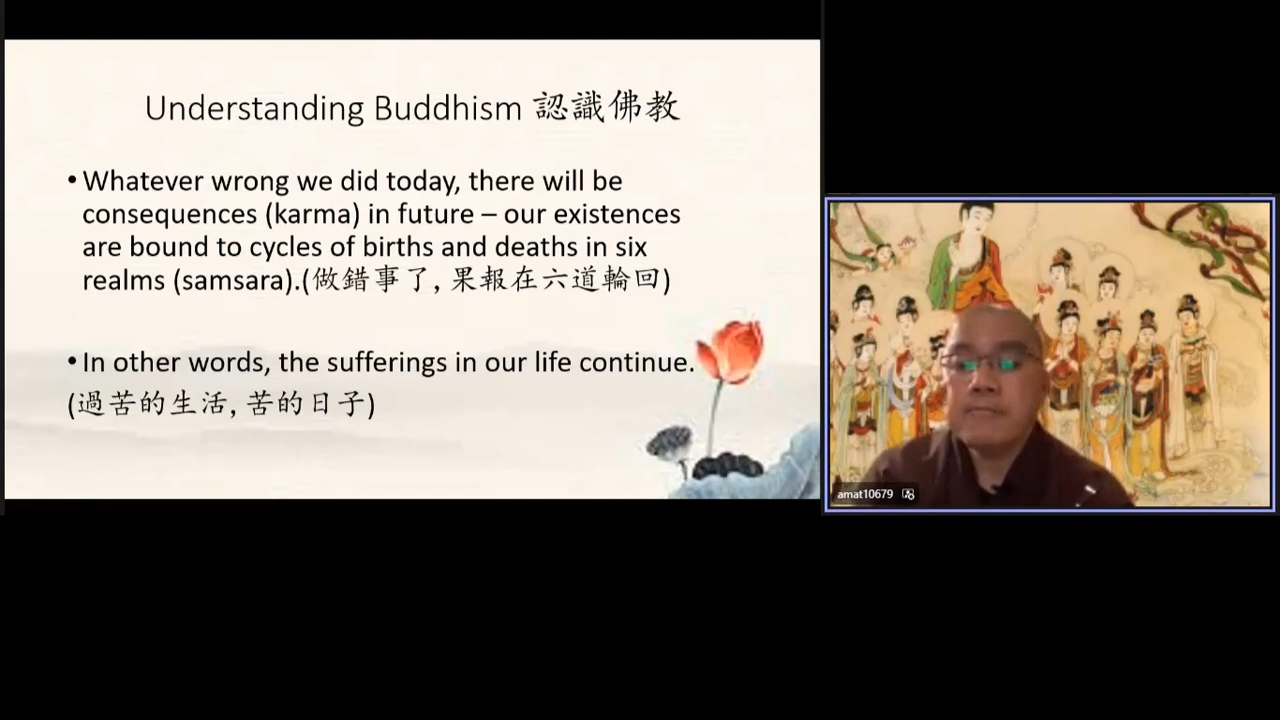 Understanding Buddhism 認識佛教
• Whatever wrong we did today, there will be
consequences (karma) in future – our existences
are bound to cycles of births and deaths in six
realms (samsara).(做錯事了, 果報在六道輪回)
• In other words, the sufferings in our life continue.
(過苦的生活, 苦的日子)
amat10679